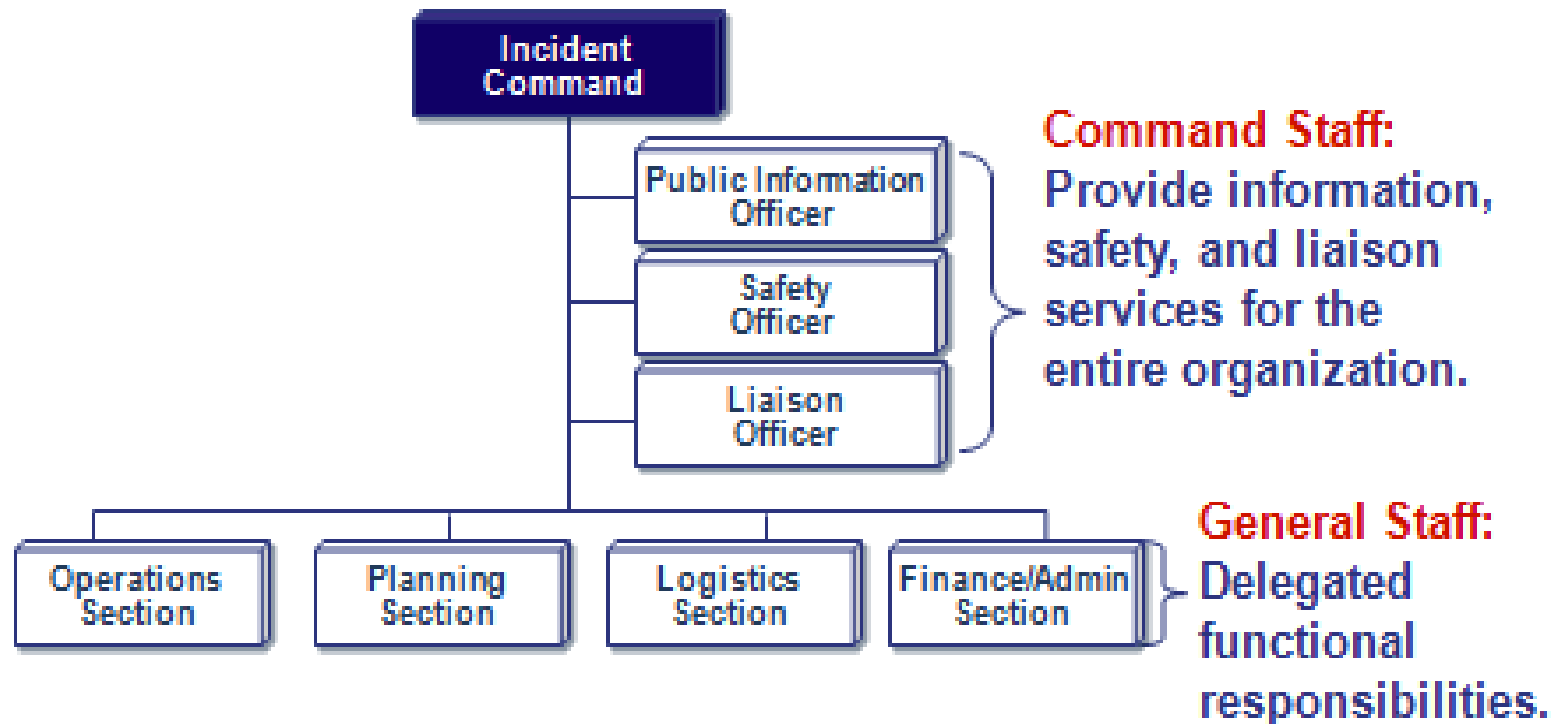 Incident
Command
Public Information
Officer
Safety
Officer
Liaison
Officer
Command Staff:
Provide information,
safety, and liaison
services for the
entire organization.
Operations
Section
Planning
Section
Logistics
Section
Finance/Admin
Section
General Staff:
Delegated
functional
responsibilities.